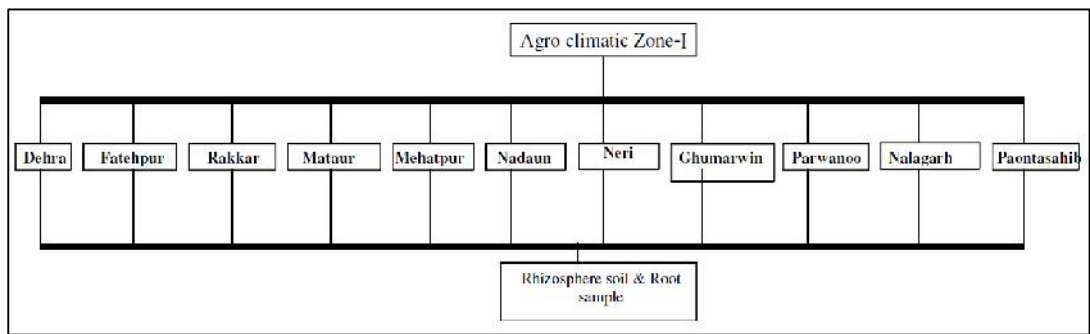 Agro climatic Zone-I
Dehra
Fatehpur
Rakkar
Mataur
Mehatpur
Nadaun
Neri
Ghumarwin
Parwanoo
Nalagarh
Paontasahib
Rhizosphere soil & Root
sample